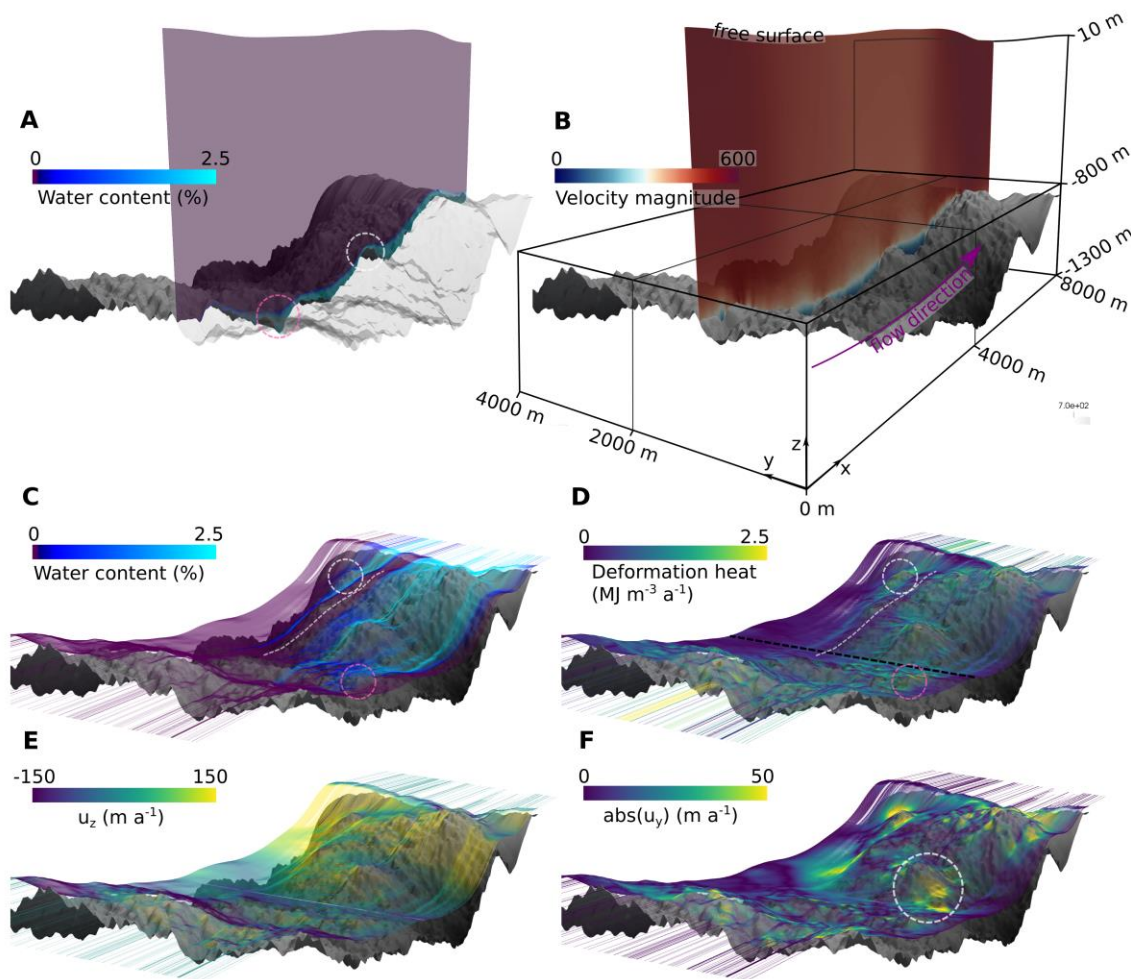 A
0 2.5
Water content (%)
free surface
10 m
B
0 600
Velocity magnitude
-800 m
-1300 m
8000 m
flow direction
4000 m
7.0e+02
4000 m
2000 m
z
y
x
0 m
C
0 2.5
Water content (%)
D
0 2.5
Deformation heat
(MJ m⁻³ a⁻¹)
E
-150 150
u_z (m a⁻¹)
F
0 50
abs(u_y) (m a⁻¹)